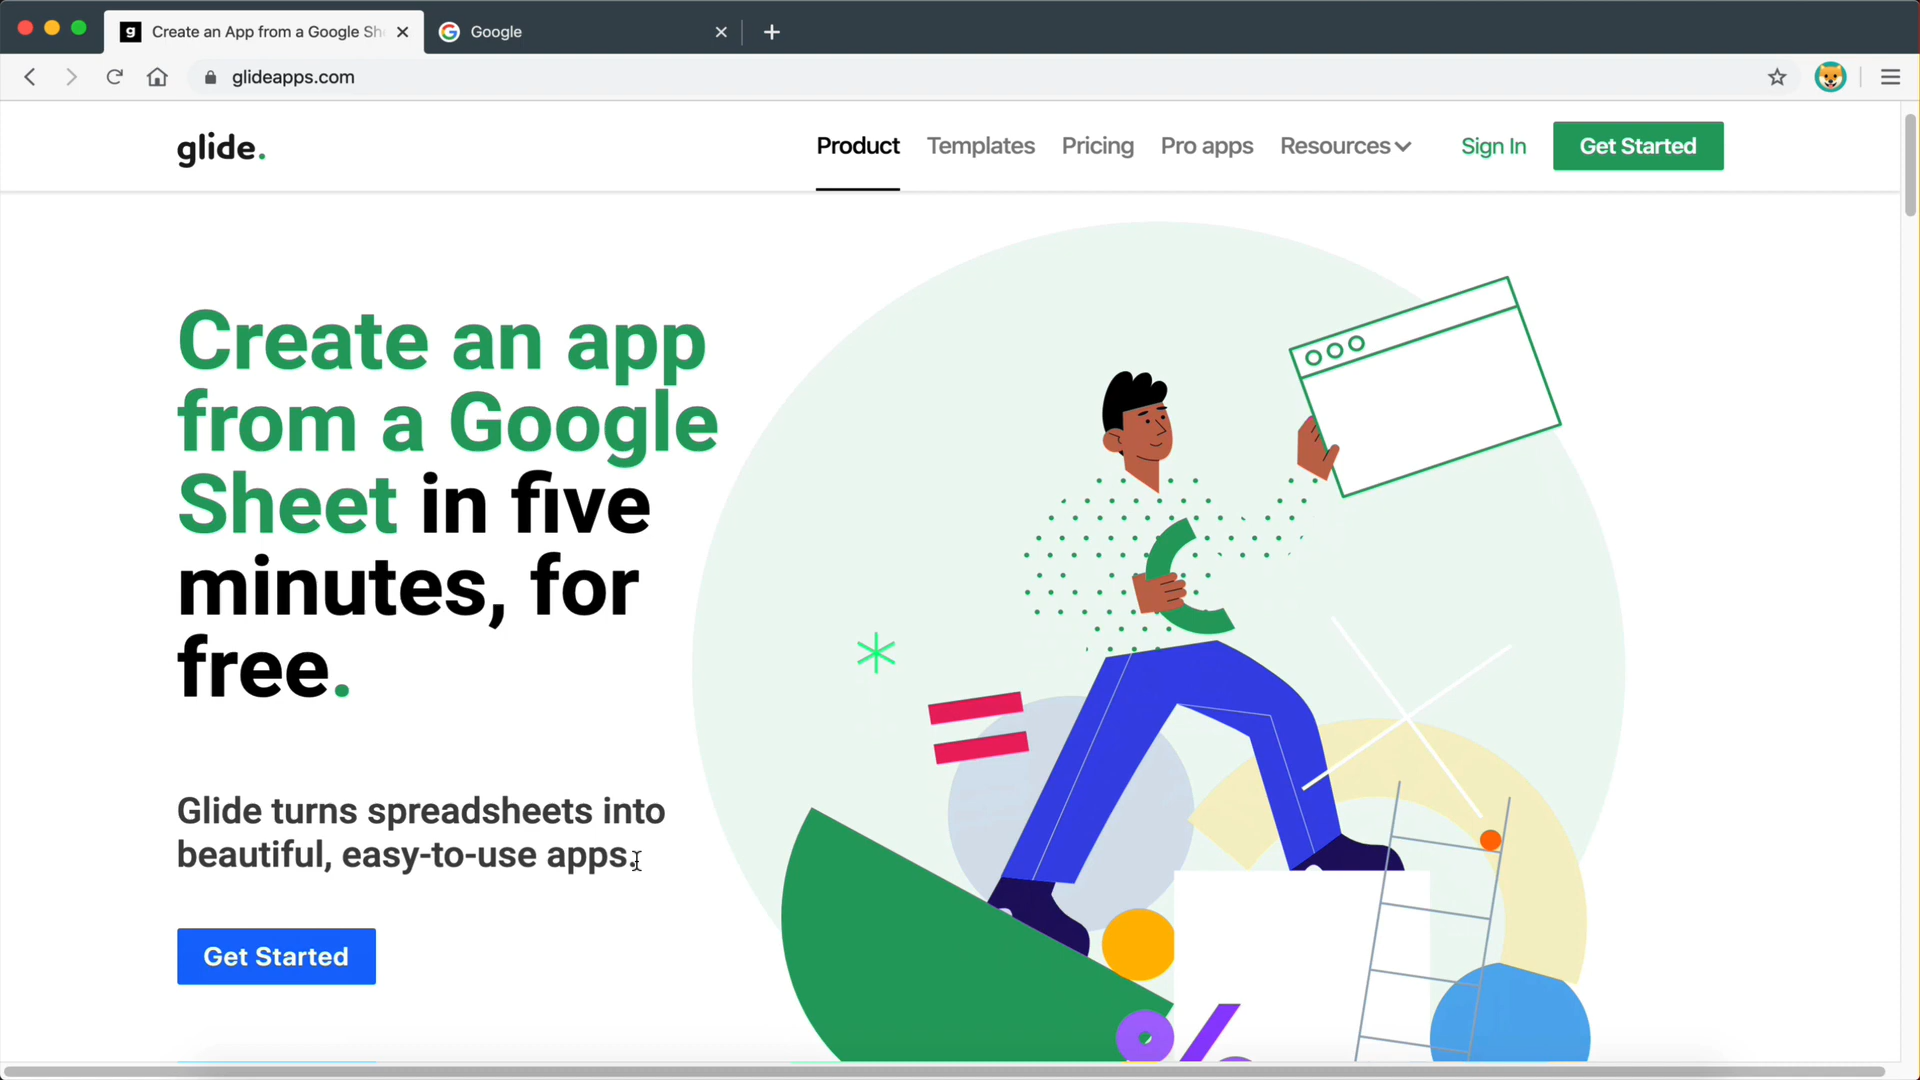 g Create an App from a Google Sh
Google
glideapps.com
glide.
Product Templates Pricing Pro apps Resources Sign In Get Started
Create an app
from a Google
Sheet in five
minutes, for
free.
Glide turns spreadsheets into
beautiful, easy-to-use apps.
Get Started
%